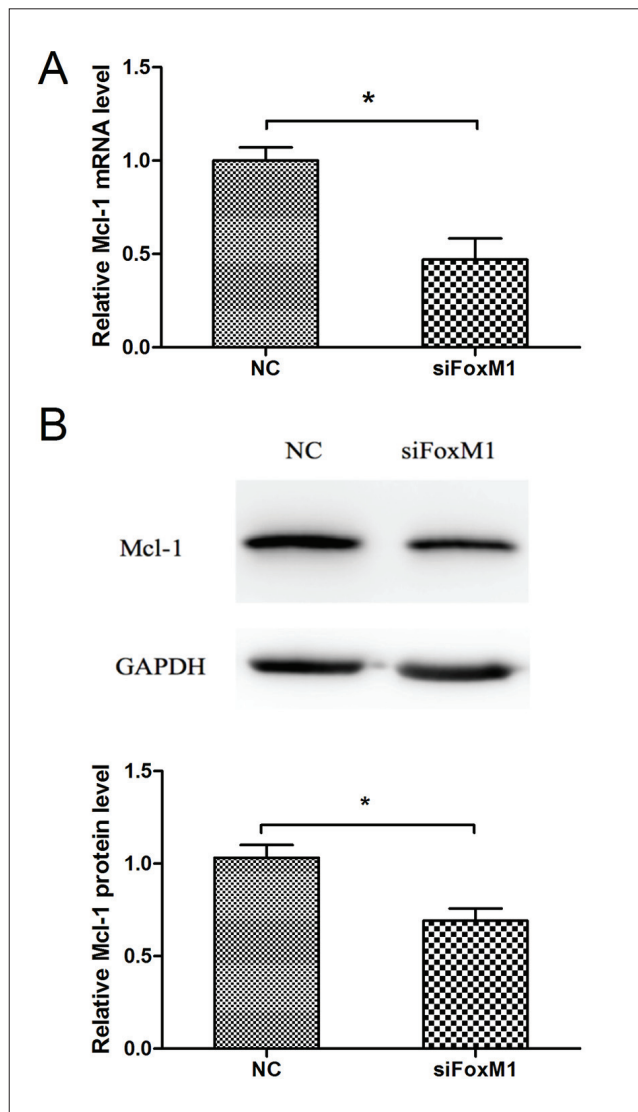 A
Relative Mcl-1 mRNA level
1.5
1.0
0.5
0.0
*
NC siFoxM1
B
NC siFoxM1
Mcl-1
GAPDH
Relative Mcl-1 protein level
1.5
1.0
0.5
0.0
*
NC siFoxM1